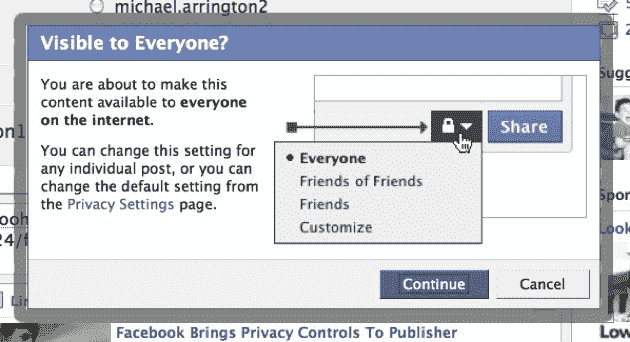 michael.arrington2
Visible to Everyone?
You are about to make this
content available to everyone
on the internet.
You can change this setting for
any individual post, or you can
change the default setting from
the Privacy Settings page.
Share
Everyone
Friends of Friends
Friends
Customize
Continue
Cancel
on1
ooh
24/f
Lin
Sugg
Spor
Look
Low
Facebook Brings Privacy Controls To Publisher